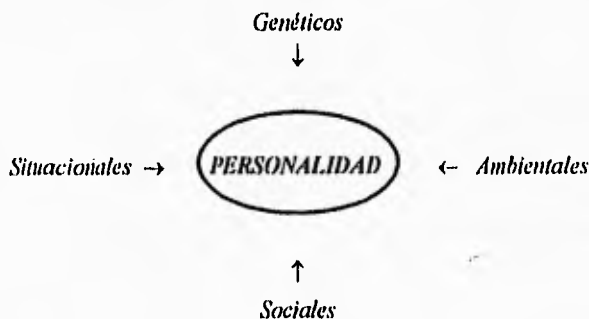 Genéticos
↓
Situacionales → PERSONALIDAD ← Ambientales
↑
Sociales